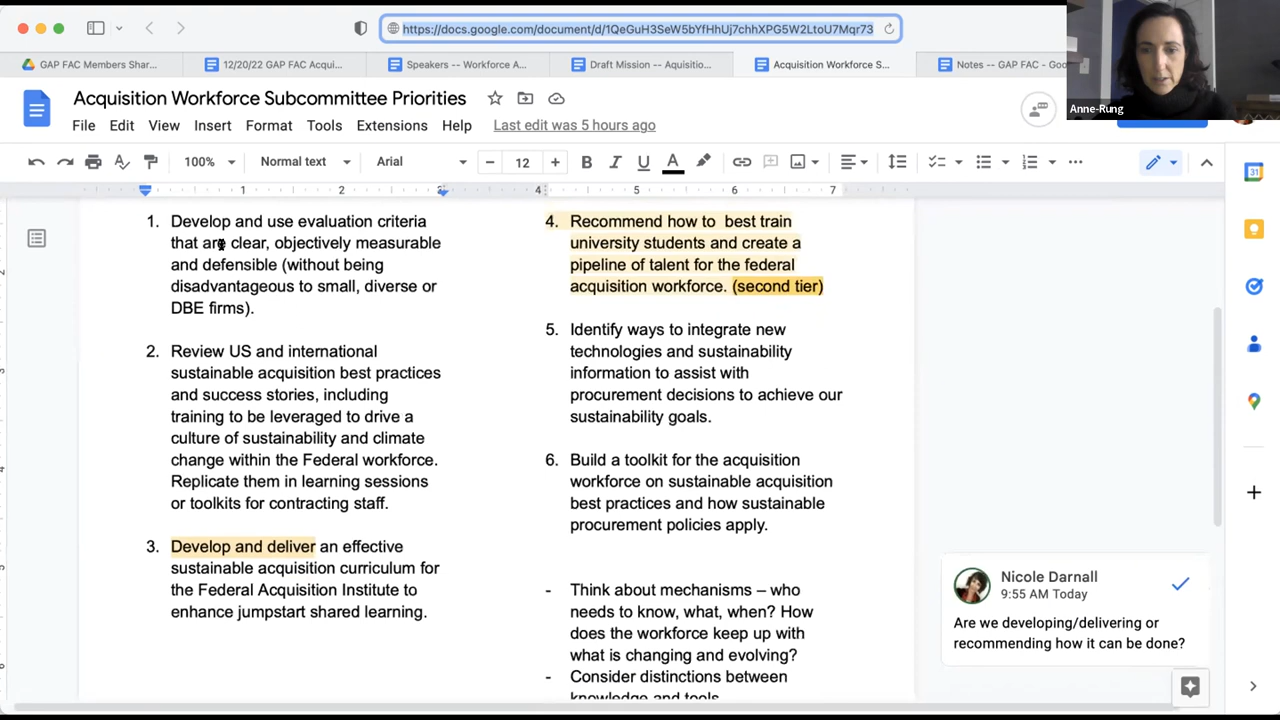 https://docs.google.com/document/d/1QeGuH3SeW5bYfHhUj7chhXPG5W2LtoU7Mqr73
GAP FAC Members Shar...
12/20/22 GAP FAC Acqui...
Speakers -- Workforce A...
Draft Mission -- Aquisitio...
Acquisition Workforce S...
Notes -- GAP FAC - Goo
Anne-Rung
Acquisition Workforce Subcommittee Priorities
File Edit View Insert Format Tools Extensions Help Last edit was 5 hours ago
100% Normal text Arial 12 B I U A
1 2 3 4 5 6 7
1. Develop and use evaluation criteria
that are clear, objectively measurable
and defensible (without being
disadvantageous to small, diverse or
DBE firms).
2. Review US and international
sustainable acquisition best practices
and success stories, including
training to be leveraged to drive a
culture of sustainability and climate
change within the Federal workforce.
Replicate them in learning sessions
or toolkits for contracting staff.
3. Develop and deliver an effective
sustainable acquisition curriculum for
the Federal Acquisition Institute to
enhance jumpstart shared learning.
4. Recommend how to  best train
university students and create a
pipeline of talent for the federal
acquisition workforce. (second tier)
5. Identify ways to integrate new
technologies and sustainability
information to assist with
procurement decisions to achieve our
sustainability goals.
6. Build a toolkit for the acquisition
workforce on sustainable acquisition
best practices and how sustainable
procurement policies apply.
- Think about mechanisms – who
needs to know, what, when? How
does the workforce keep up with
what is changing and evolving?
- Consider distinctions between
knowledge and tools
Nicole Darnall
9:55 AM Today
Are we developing/delivering or
recommending how it can be done?
31